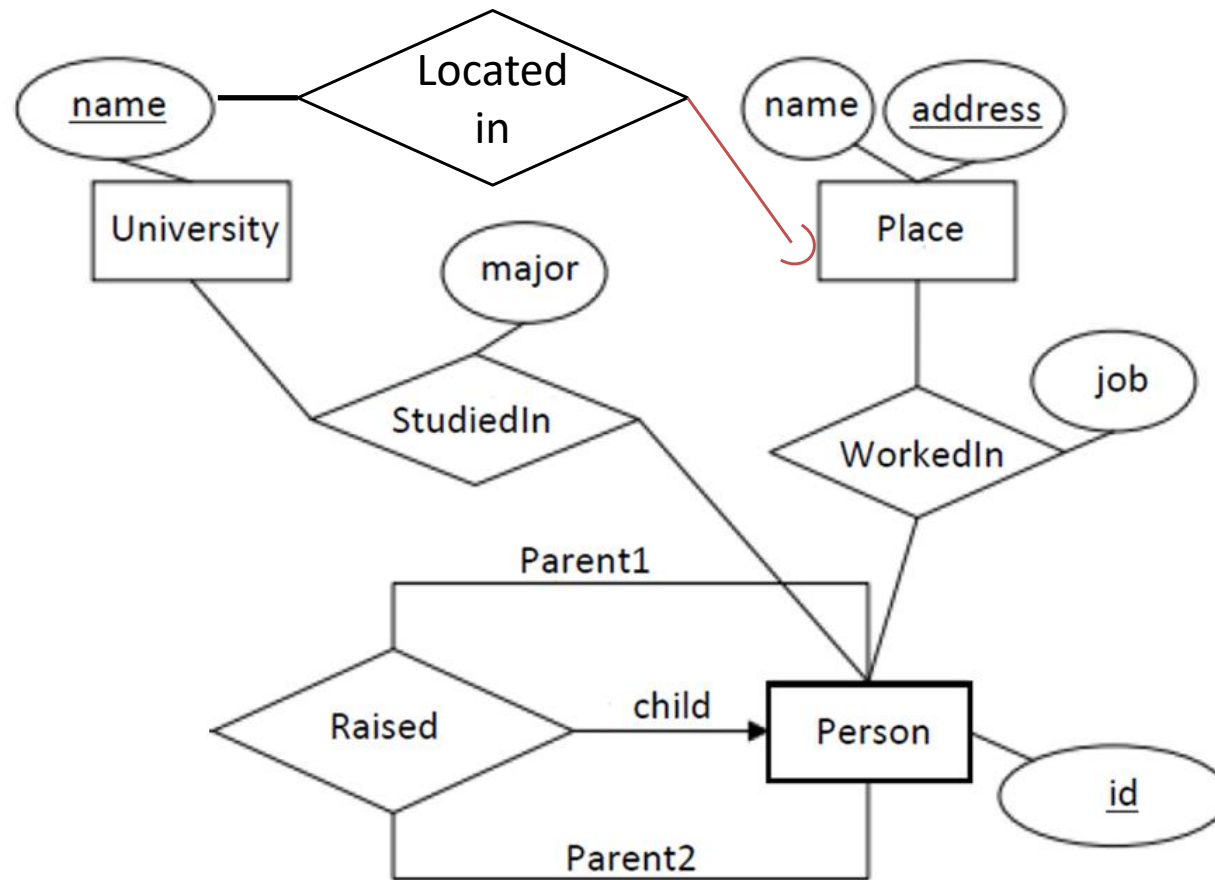 Located
in
name
name
address
University
Place
major
job
StudiedIn
WorkedIn
Parent1
child
Raised
Person
id
Parent2